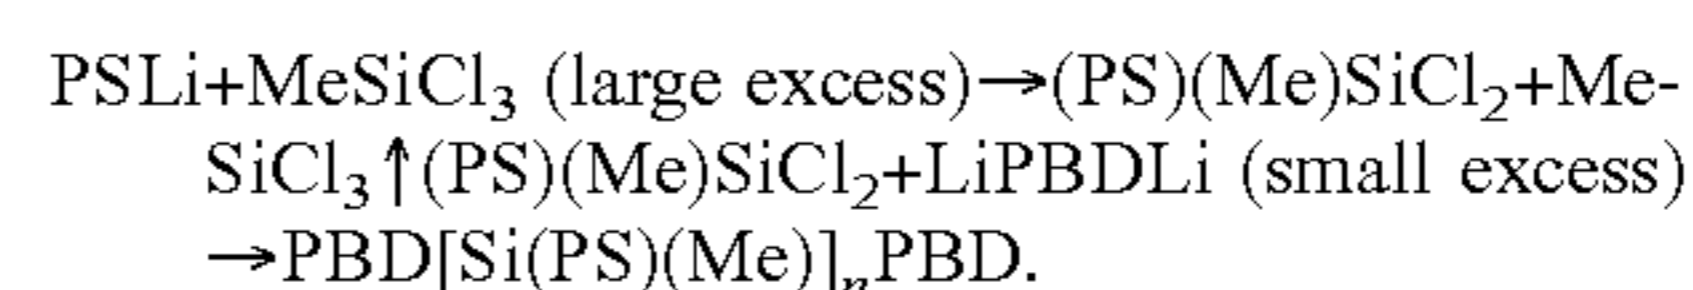 PSLi+MeSiCl₃ (large excess)→(PS)(Me)SiCl₂+Me-
SiCl₃↑(PS)(Me)SiCl₂+LiPBDLi (small excess)
→PBD[Si(PS)(Me)]ₙPBD.